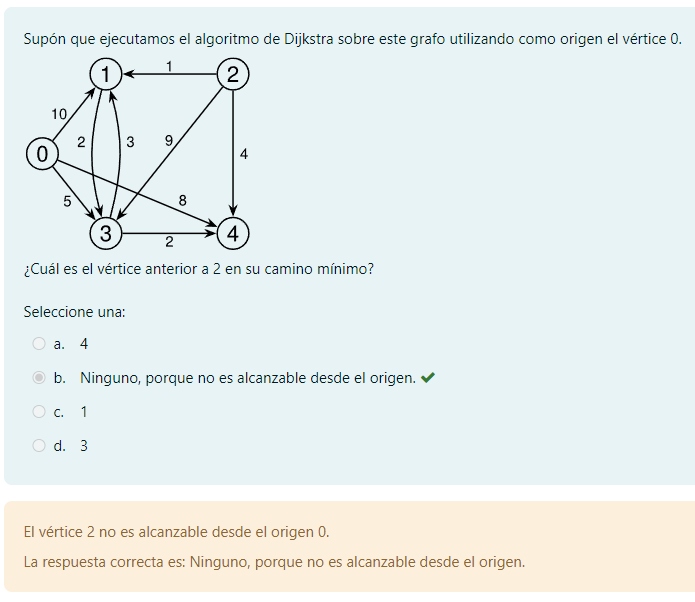 Supón que ejecutamos el algoritmo de Dijkstra sobre este grafo utilizando como origen el vértice 0.
1
1
2
10
2
3
9
4
0
5
8
3
2
4
¿Cuál es el vértice anterior a 2 en su camino mínimo?
Seleccione una:
a. 4
b. Ninguno, porque no es alcanzable desde el origen.
c. 1
d. 3
El vértice 2 no es alcanzable desde el origen 0.
La respuesta correcta es: Ninguno, porque no es alcanzable desde el origen.